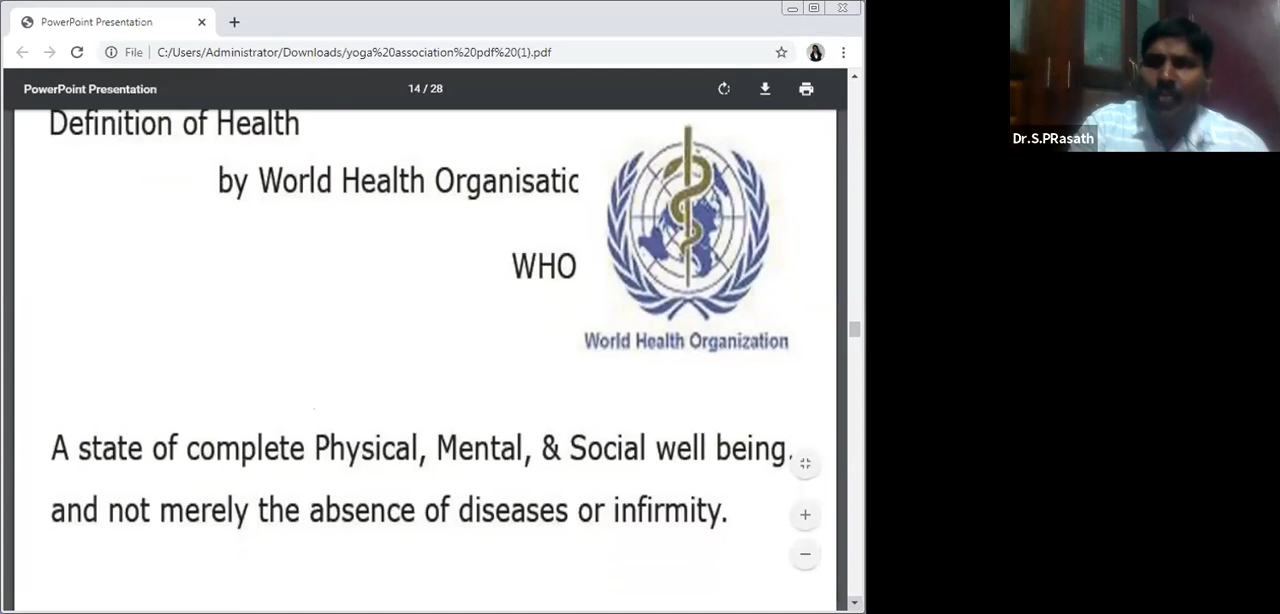 PowerPoint Presentation
File
C:/Users/Administrator/Downloads/yoga%20association%20pdf%20(1).pdf
PowerPoint Presentation
14 / 28
Definition of Health
by World Health Organisatic
WHO
World Health Organization
A state of complete Physical, Mental, & Social well being,
and not merely the absence of diseases or infirmity.
Dr.S.PRasath